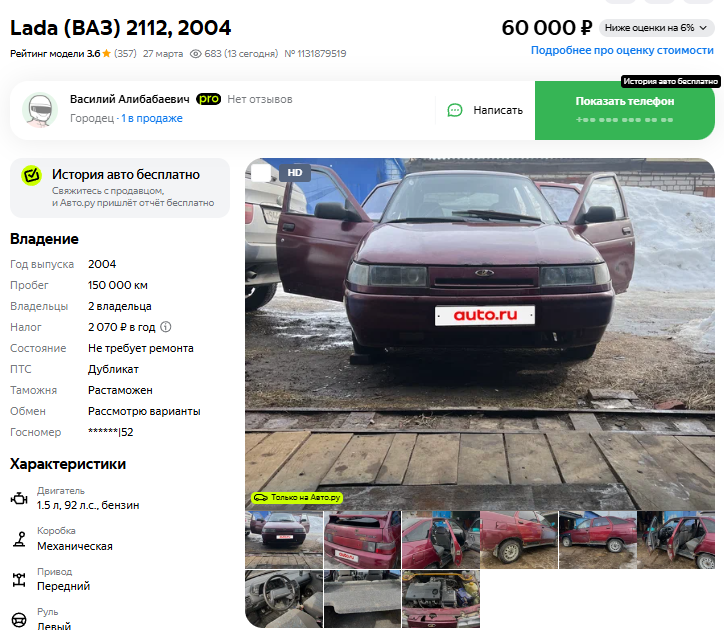 Lada (ВАЗ) 2112, 2004
60 000 ₽ Ниже оценки на 6%
Рейтинг модели 3.6 (357) 27 марта 683 (13 сегодня) № 1131879519
Подробнее про оценку стоимости
История авто бесплатно
Василий Алибабаевич pro Нет отзывов
Городец · 1 в продаже
Написать
Показать телефон
История авто бесплатно
Свяжитесь с продавцом,
и Авто.ру пришлёт отчёт бесплатно
HD
Владение
Год выпуска 2004
Пробег 150 000 км
Владельцы 2 владельца
Налог 2 070 ₽ в год
Состояние Не требует ремонта
ПТС Дубликат
Таможня Растаможен
Обмен Рассмотрю варианты
Госномер ******|52
auto.ru
Характеристики
Двигатель
1.5 л, 92 л.с., бензин
Коробка
Механическая
Привод
Передний
Руль
Левый
Только на Авто.ру